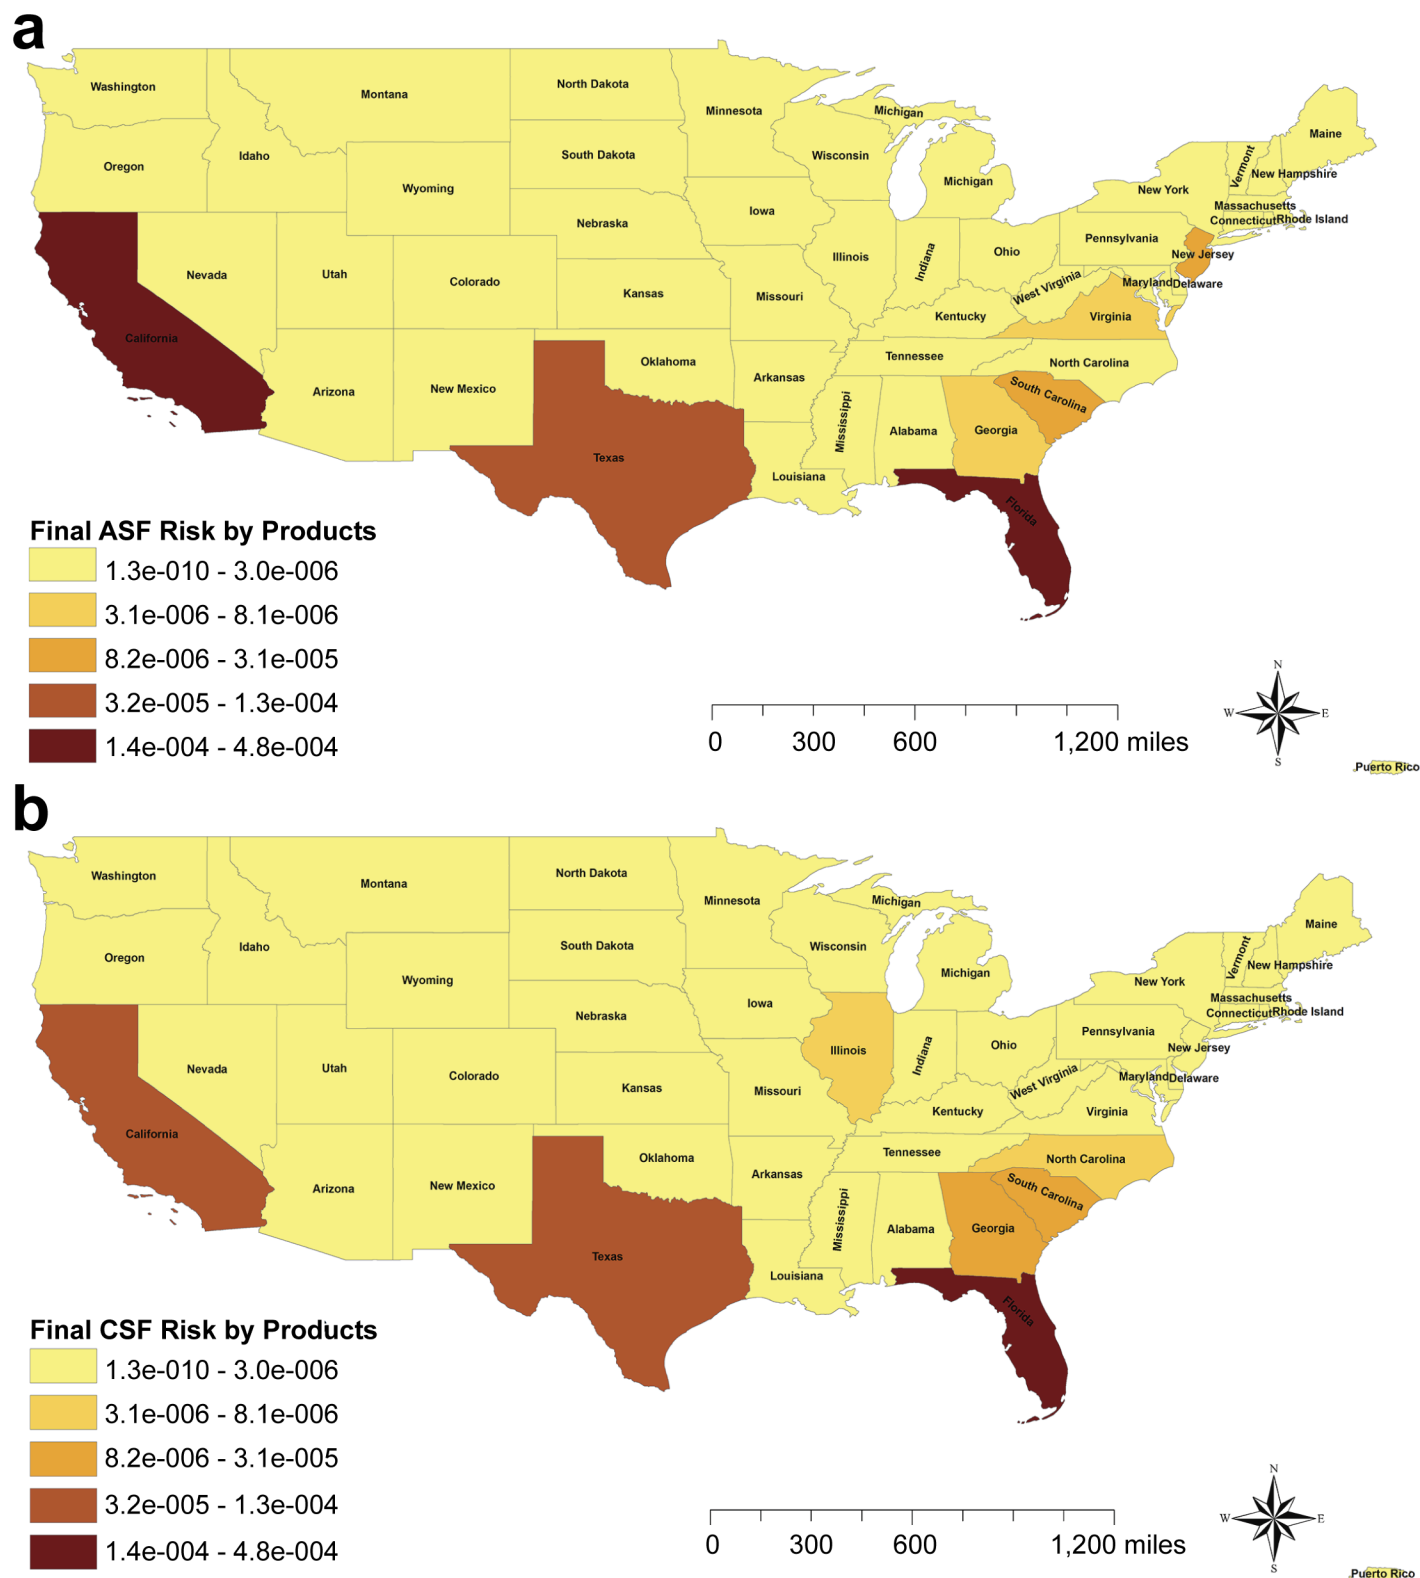 a
Washington
Montana
North Dakota
Minnesota
Michigan
Maine
Oregon
Idaho
South Dakota
Wisconsin
Vermont
New Hampshire
Wyoming
Michigan
New York
Massachusetts
Nebraska
Iowa
Connecticut
Rhode Island
Pennsylvania
Nevada
Utah
Colorado
Illinois
Indiana
Ohio
New Jersey
Kansas
Missouri
West Virginia
Maryland
Delaware
California
Kentucky
Virginia
Oklahoma
Tennessee
North Carolina
Arizona
New Mexico
Arkansas
South Carolina
Texas
Mississippi
Alabama
Georgia
Louisiana
Florida
Final ASF Risk by Products
1.3e-010 - 3.0e-006
3.1e-006 - 8.1e-006
8.2e-006 - 3.1e-005
3.2e-005 - 1.3e-004
1.4e-004 - 4.8e-004
0 300 600 1,200 miles
N
W E
S
Puerto Rico
b
Washington
Montana
North Dakota
Minnesota
Michigan
Maine
Oregon
Idaho
South Dakota
Wisconsin
Vermont
New Hampshire
Wyoming
Michigan
New York
Massachusetts
Nebraska
Iowa
Connecticut
Rhode Island
Pennsylvania
Nevada
Utah
Colorado
Illinois
Indiana
Ohio
New Jersey
Kansas
Missouri
West Virginia
Maryland
Delaware
California
Kentucky
Virginia
Oklahoma
Tennessee
North Carolina
Arizona
New Mexico
Arkansas
South Carolina
Texas
Mississippi
Alabama
Georgia
Louisiana
Florida
Final CSF Risk by Products
1.3e-010 - 3.0e-006
3.1e-006 - 8.1e-006
8.2e-006 - 3.1e-005
3.2e-005 - 1.3e-004
1.4e-004 - 4.8e-004
0 300 600 1,200 miles
N
W E
S
Puerto Rico